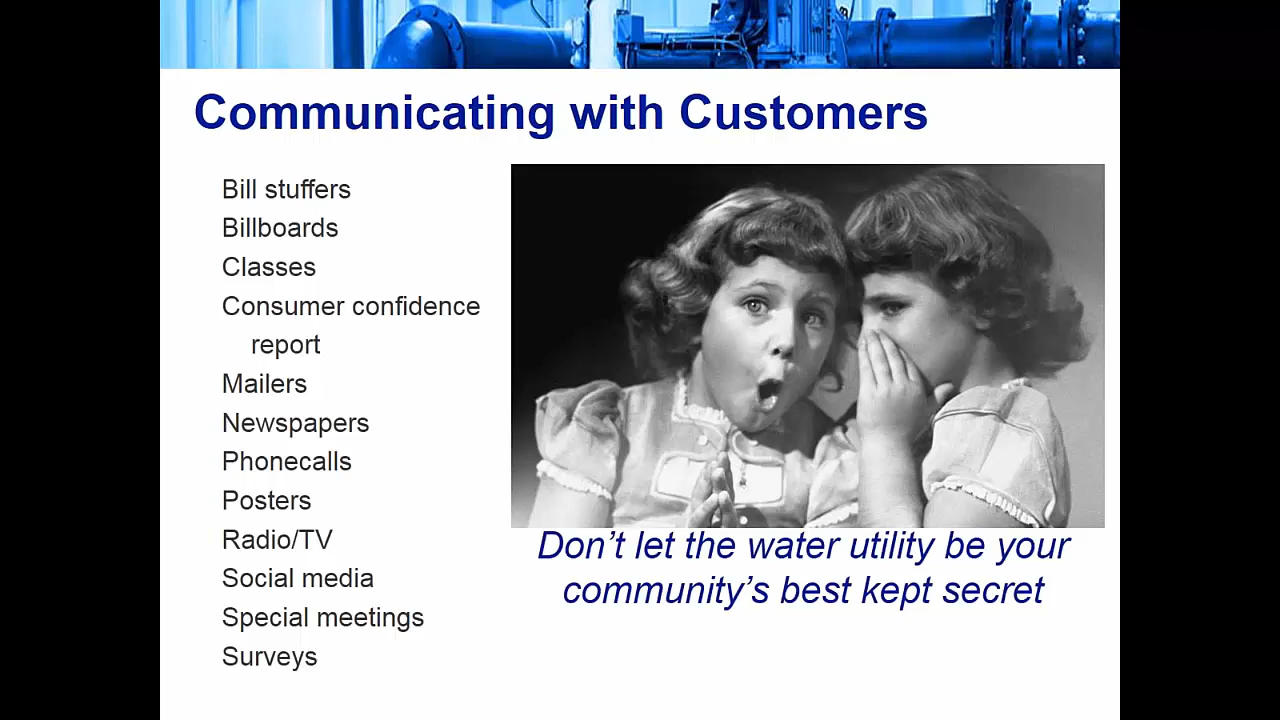 Communicating with Customers
Bill stuffers
Billboards
Classes
Consumer confidence
report
Mailers
Newspapers
Phonecalls
Posters
Radio/TV
Social media
Special meetings
Surveys
Don’t let the water utility be your
community’s best kept secret